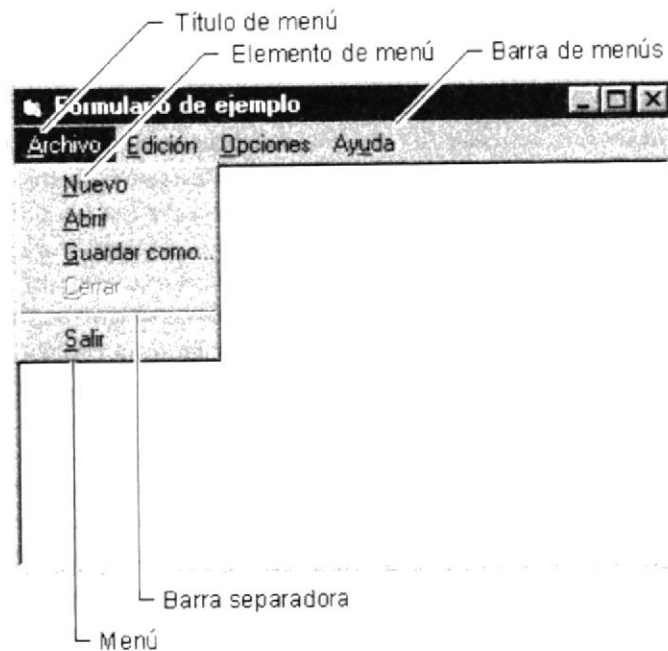 Título de menú
Elemento de menú
Barra de menús
Formulario de ejemplo
Archivo Edición Opciones Ayuda
Nuevo
Abrir
Guardar como...
Cerrar
Salir
Barra separadora
Menú